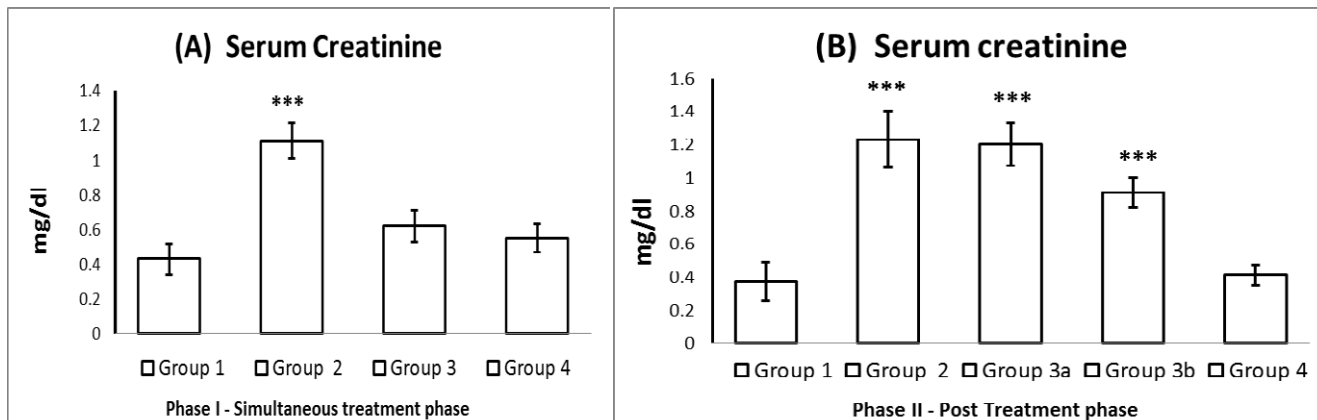 (A) Serum Creatinine
1.4
***
1.2
1
0.8
0.6
0.4
0.2
0
mg/dl
Group 1 Group 2 Group 3 Group 4
Phase I - Simultaneous treatment phase
(B) Serum creatinine
1.6
*** ***
1.4
1.2
***
1
0.8
0.6
0.4
0.2
0
mg/dl
Group 1 Group 2 Group 3a Group 3b Group 4
Phase II - Post Treatment phase